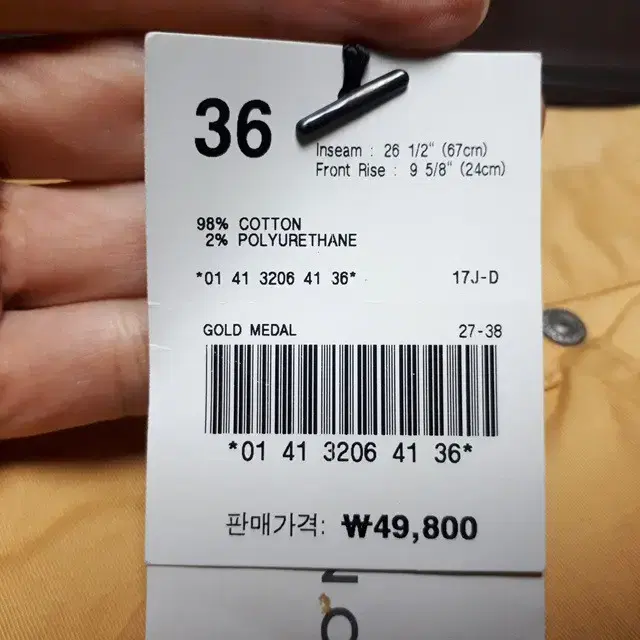 36
Inseam : 26 1/2" (67cm)
Front Rise : 9 5/8" (24cm)
98% COTTON
2% POLYURETHANE
*01 41 3206 41 36*
17J-D
GOLD MEDAL
27-38
*01 41 3206 41 36*
판매가격: ₩49,800